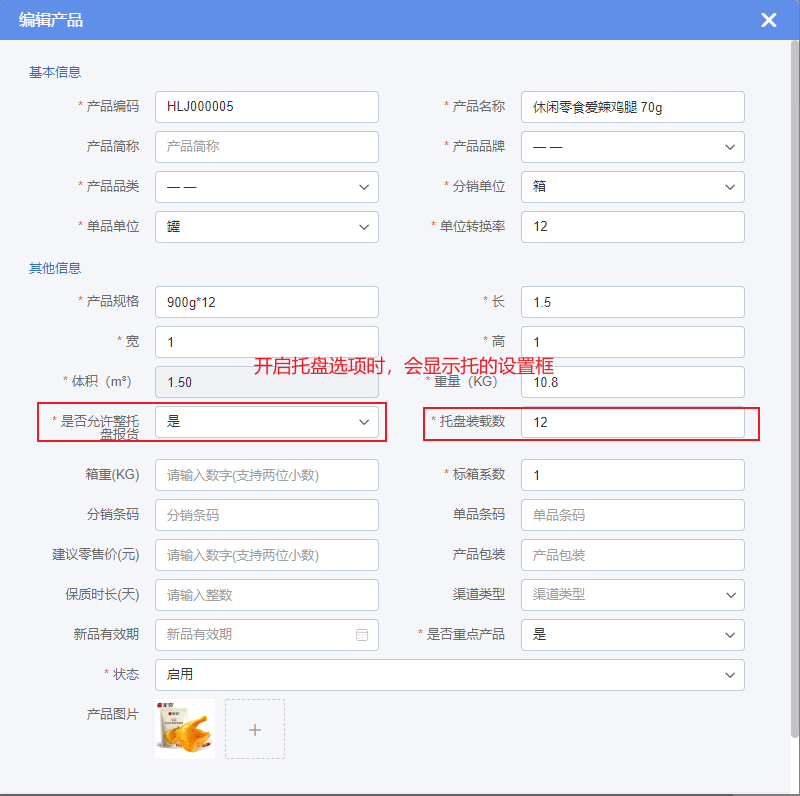 编辑产品
基本信息
* 产品编码 HLJ000005 * 产品名称 休闲零食爱辣鸡腿 70g
产品简称 产品简称 * 产品品牌 — —
* 产品品类 — — * 分销单位 箱
* 单品单位 罐 * 单位转换率 12
其他信息
* 产品规格 900g*12 * 长 1.5
* 宽 1 * 高 1
开启托盘选项时，会显示托的设置框
* 体积（m³） 1.50 * 重量（KG） 10.8
* 是否允许整托盘报货 是 * 托盘装载数 12
箱重(KG) 请输入数字(支持两位小数) * 标箱系数 1
分销条码 分销条码 单品条码 单品条码
建议零售价(元) 请输入数字(支持两位小数) 产品包装 产品包装
保质时长(天) 请输入整数 渠道类型 渠道类型
新品有效期 新品有效期 * 是否重点产品 是
* 状态 启用
产品图片